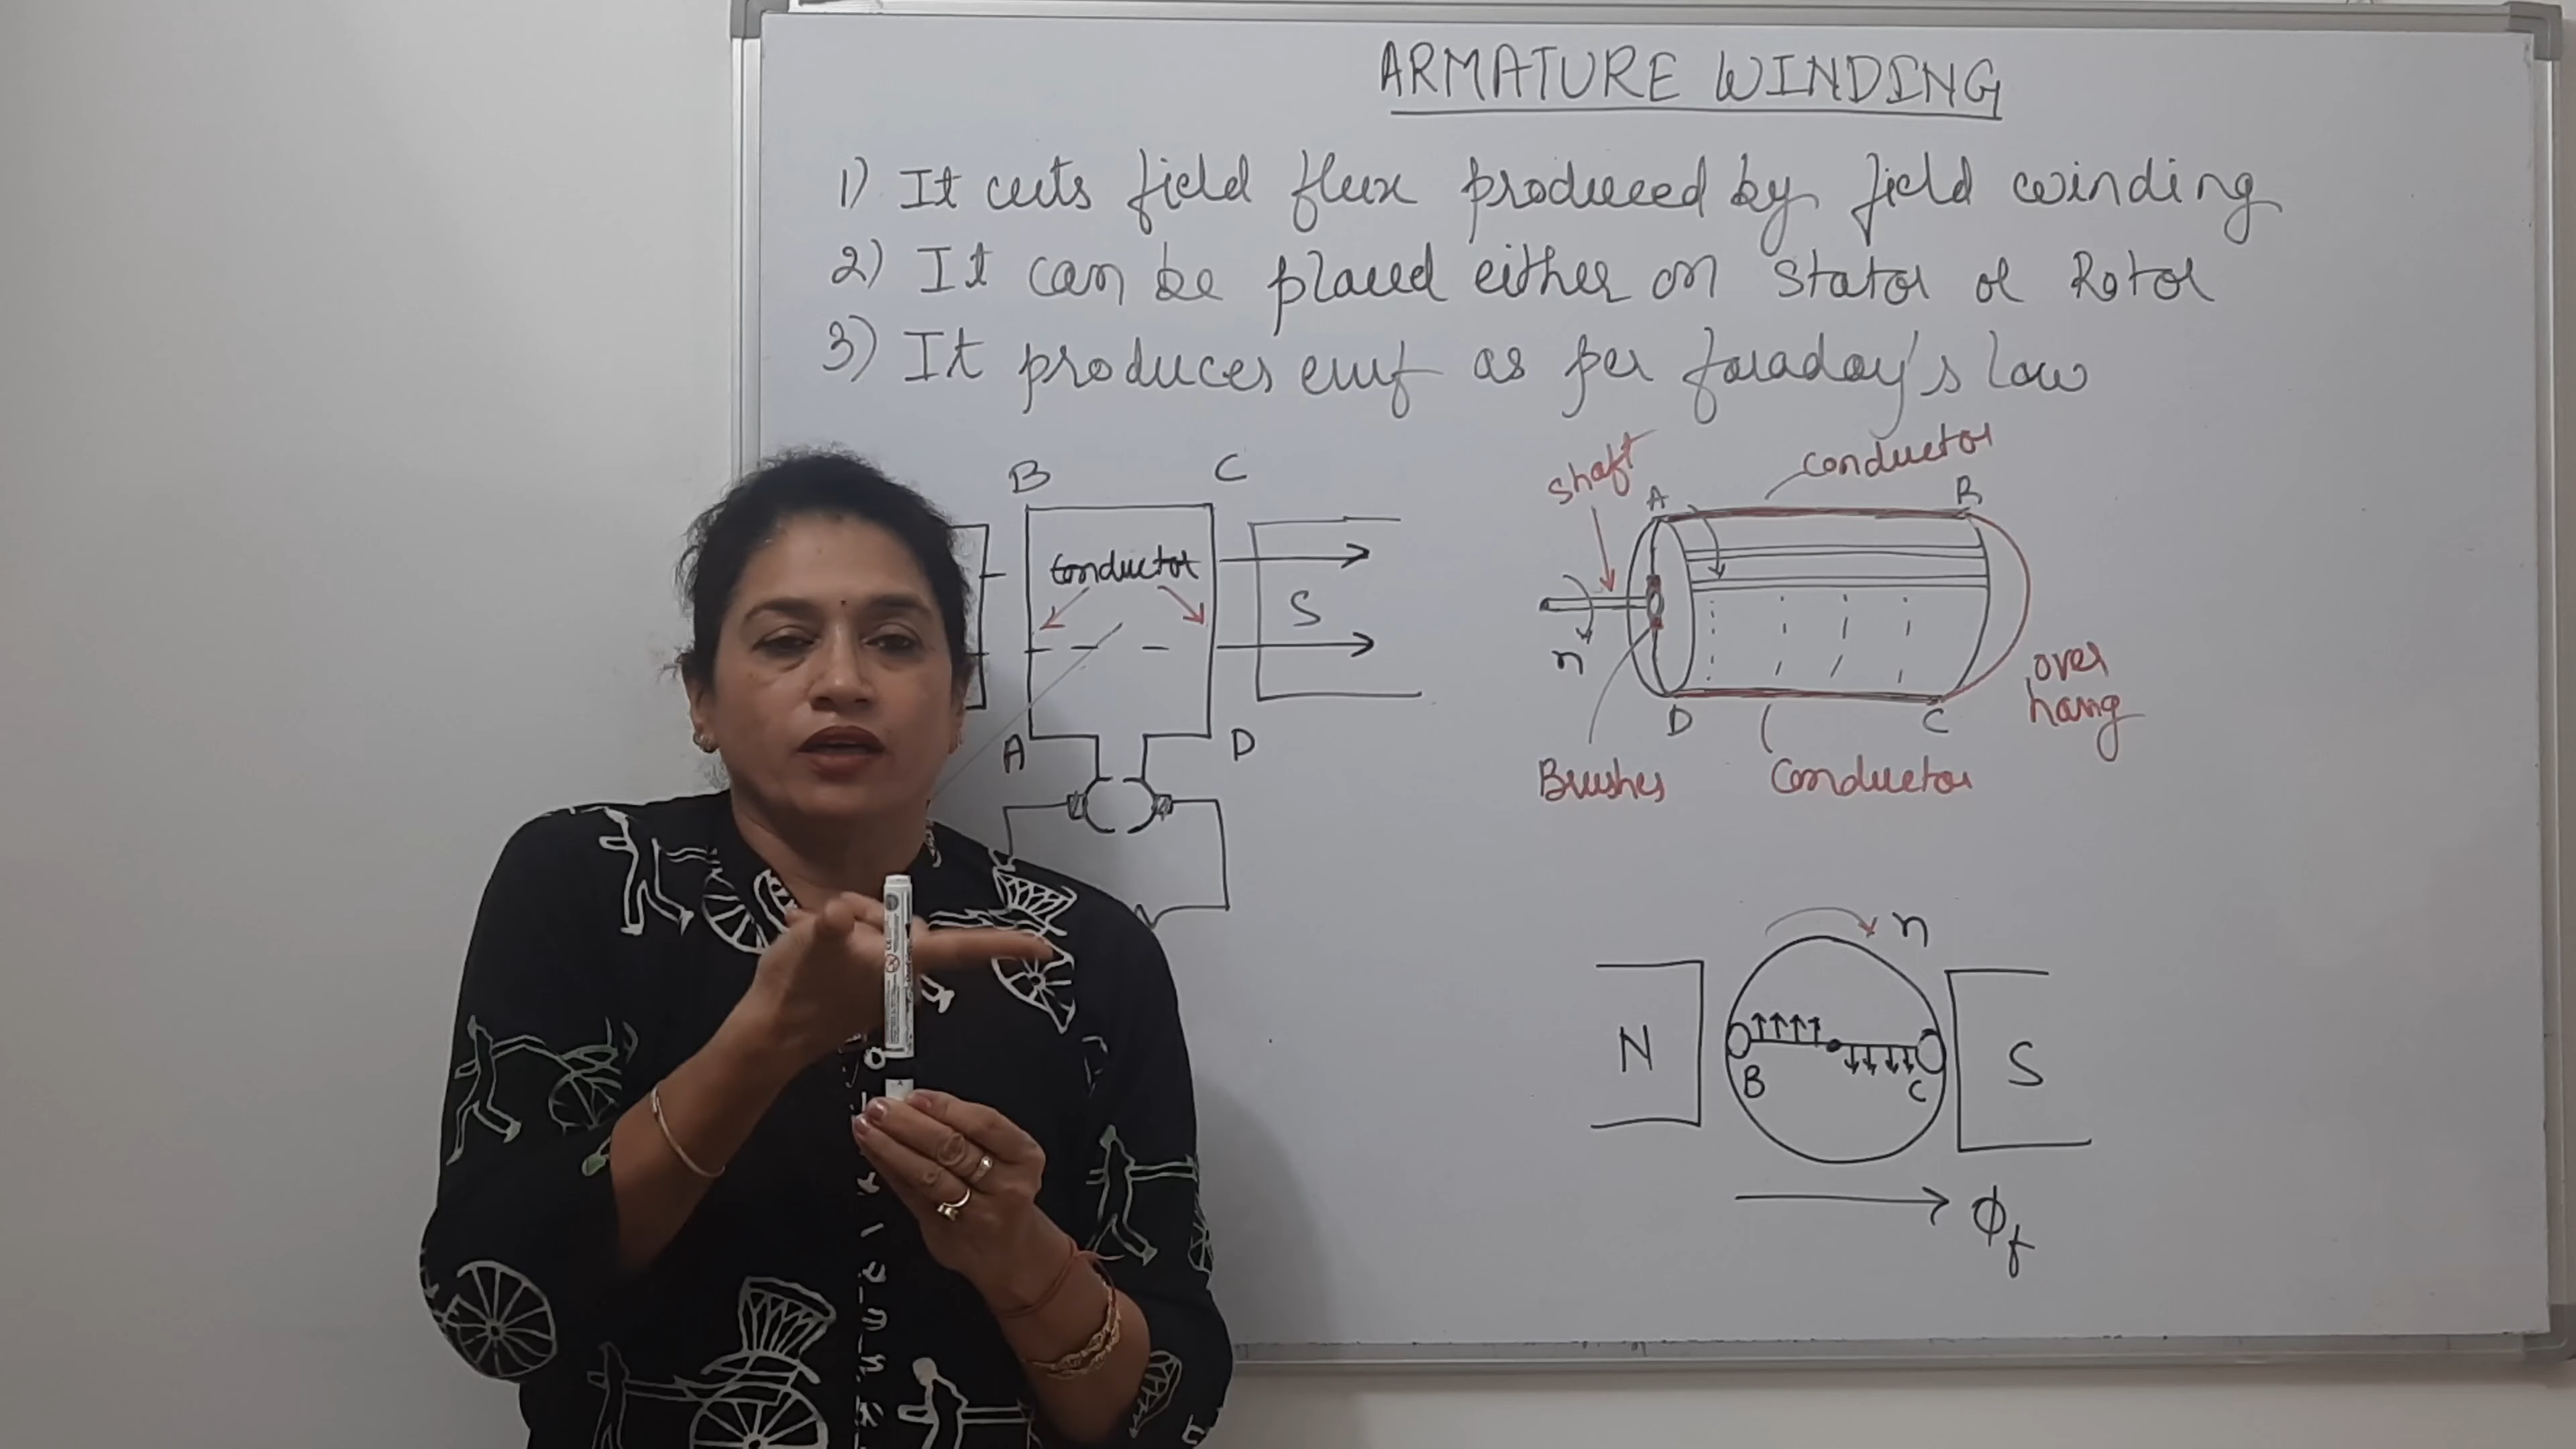 ARMATURE WINDING
1) It cuts field flux produced by field winding
2) It can be placed either on Stator or Rotor
3) It produces emf as per faraday's law
B C
Conductor
S
A D
shaft
conductor
A B
n
over
hang
D C
Brushes
Conductor
n
N
B C
S
ϕf